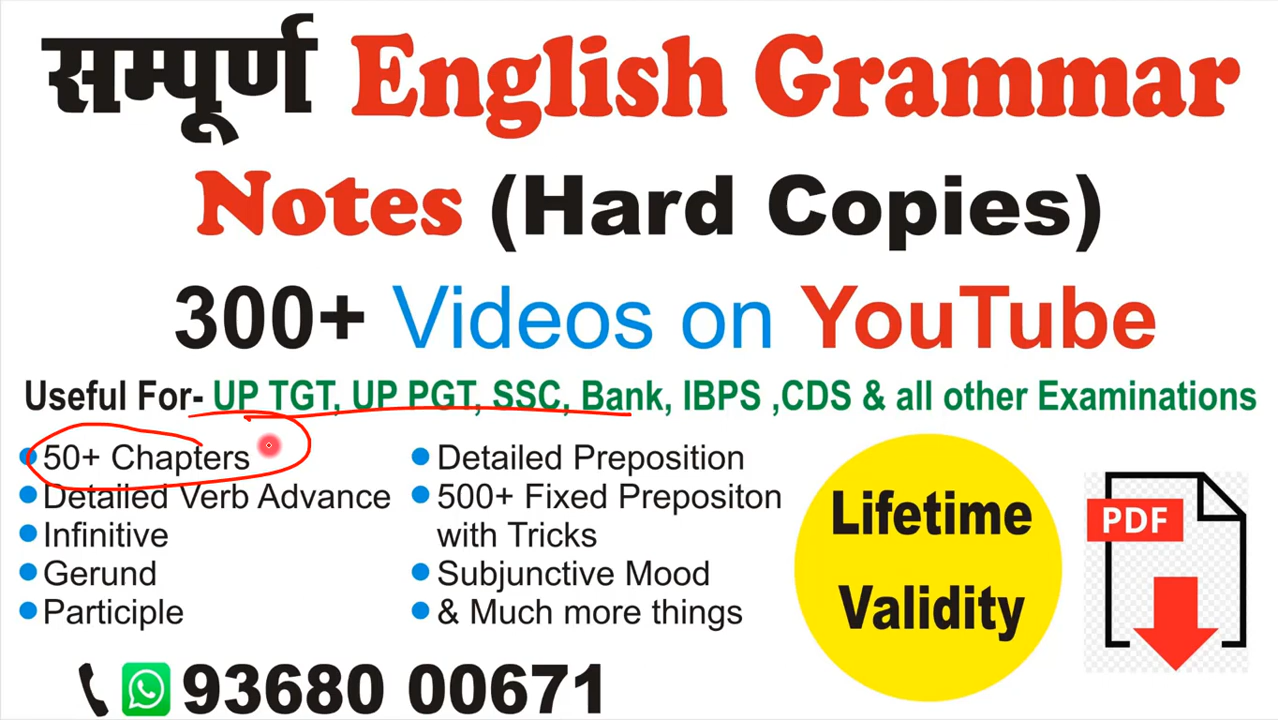 सम्पूर्ण English Grammar
Notes (Hard Copies)
300+ Videos on YouTube
Useful For- UP TGT, UP PGT, SSC, Bank, IBPS ,CDS & all other Examinations
50+ Chapters
Detailed Verb Advance
Infinitive
Gerund
Participle
Detailed Preposition
500+ Fixed Prepositon
with Tricks
Subjunctive Mood
& Much more things
Lifetime
Validity
PDF
93680 00671